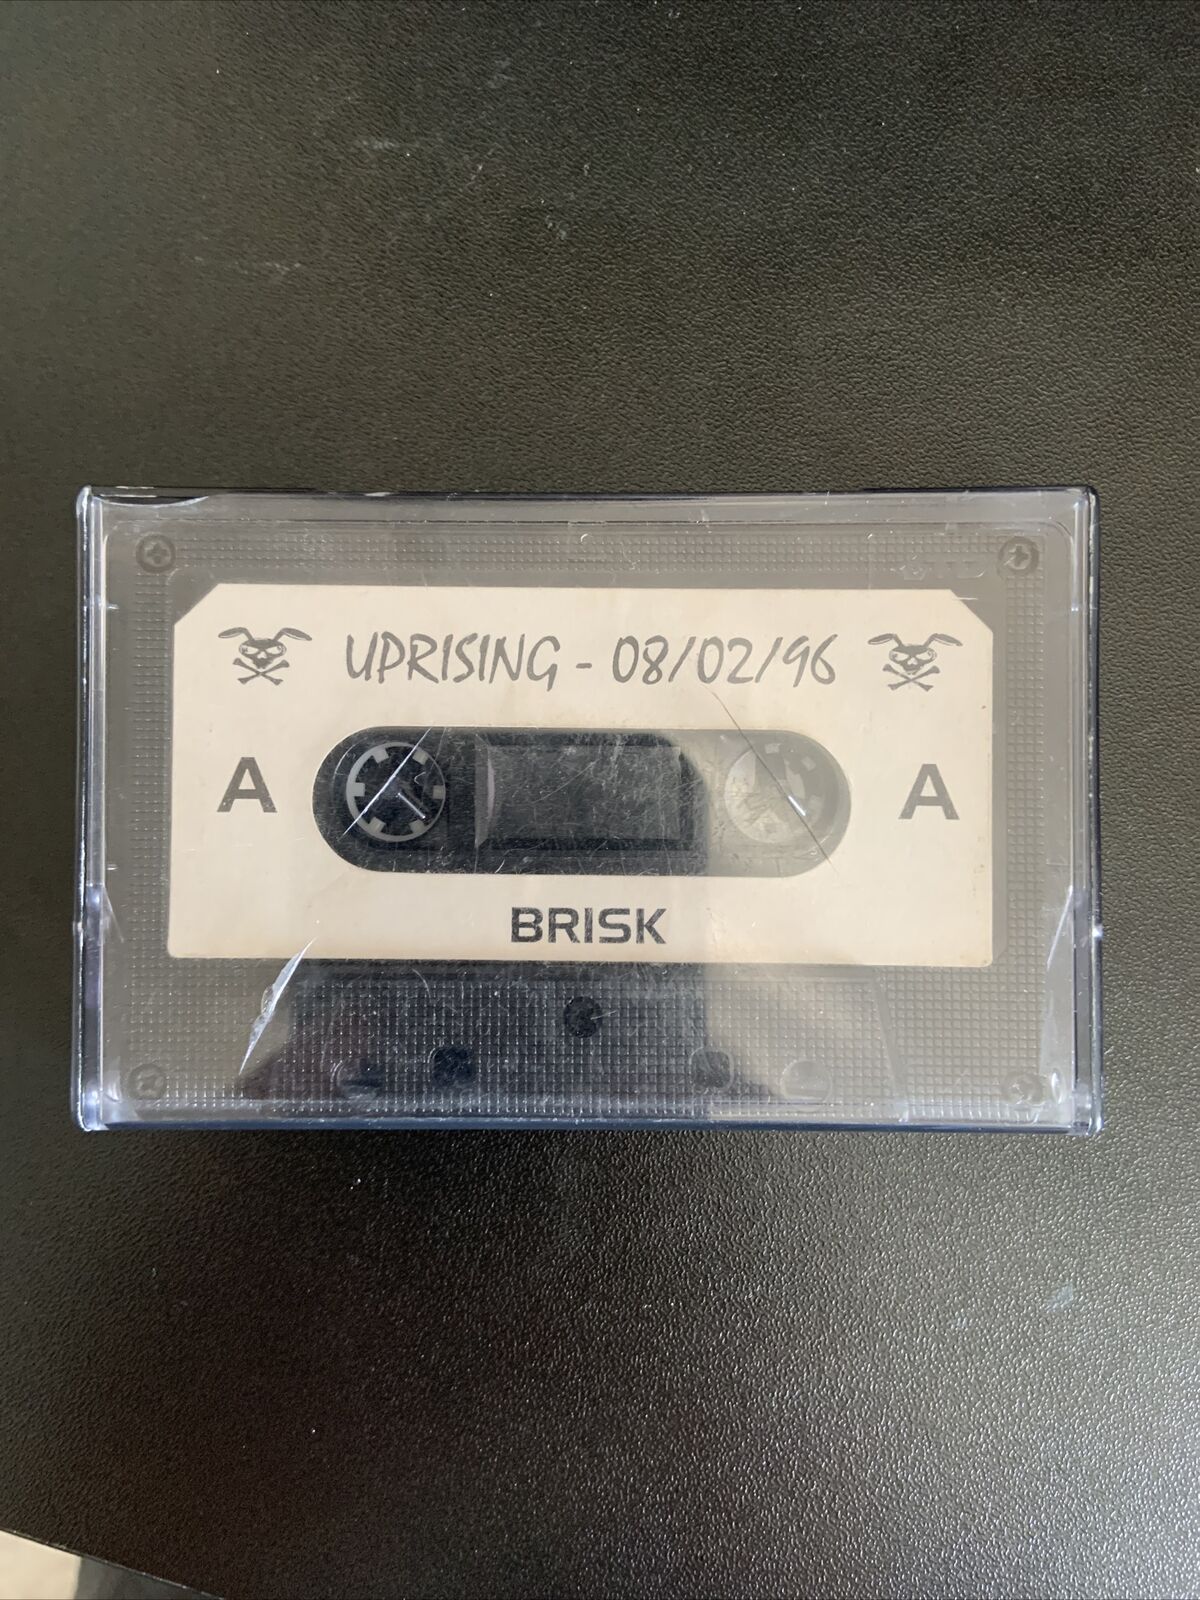 UPRISING - 08/02/96
A A
BRISK